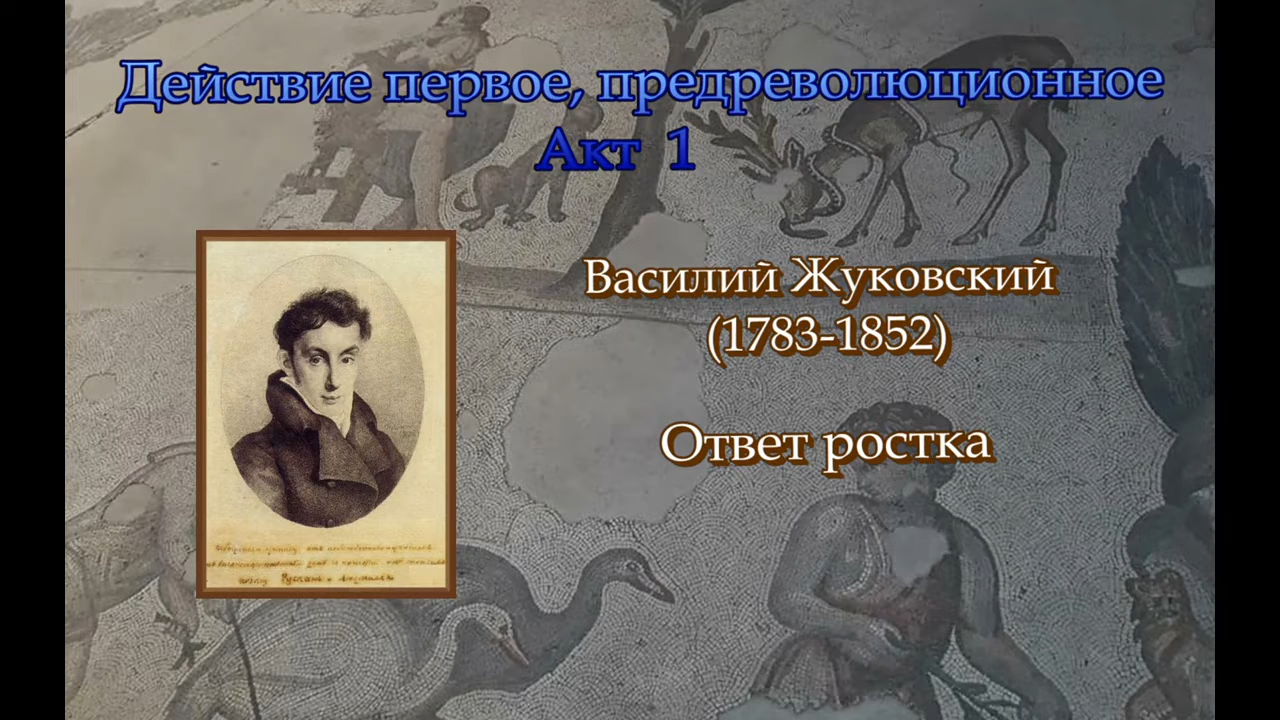 Действие первое, предреволюционное
Акт 1
Василий Жуковский
(1783-1852)
Ответ ростка